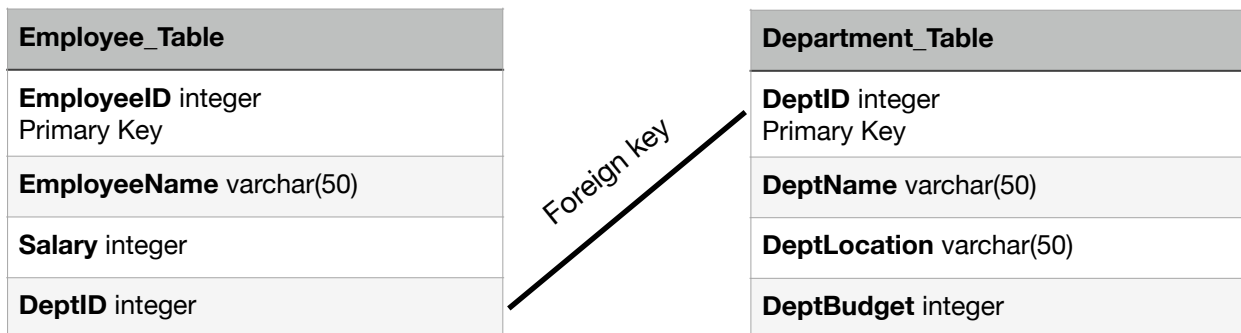 Employee_Table
EmployeeID integer
Primary Key
EmployeeName varchar(50)
Salary integer
DeptID integer
Foreign key
Department_Table
DeptID integer
Primary Key
DeptName varchar(50)
DeptLocation varchar(50)
DeptBudget integer